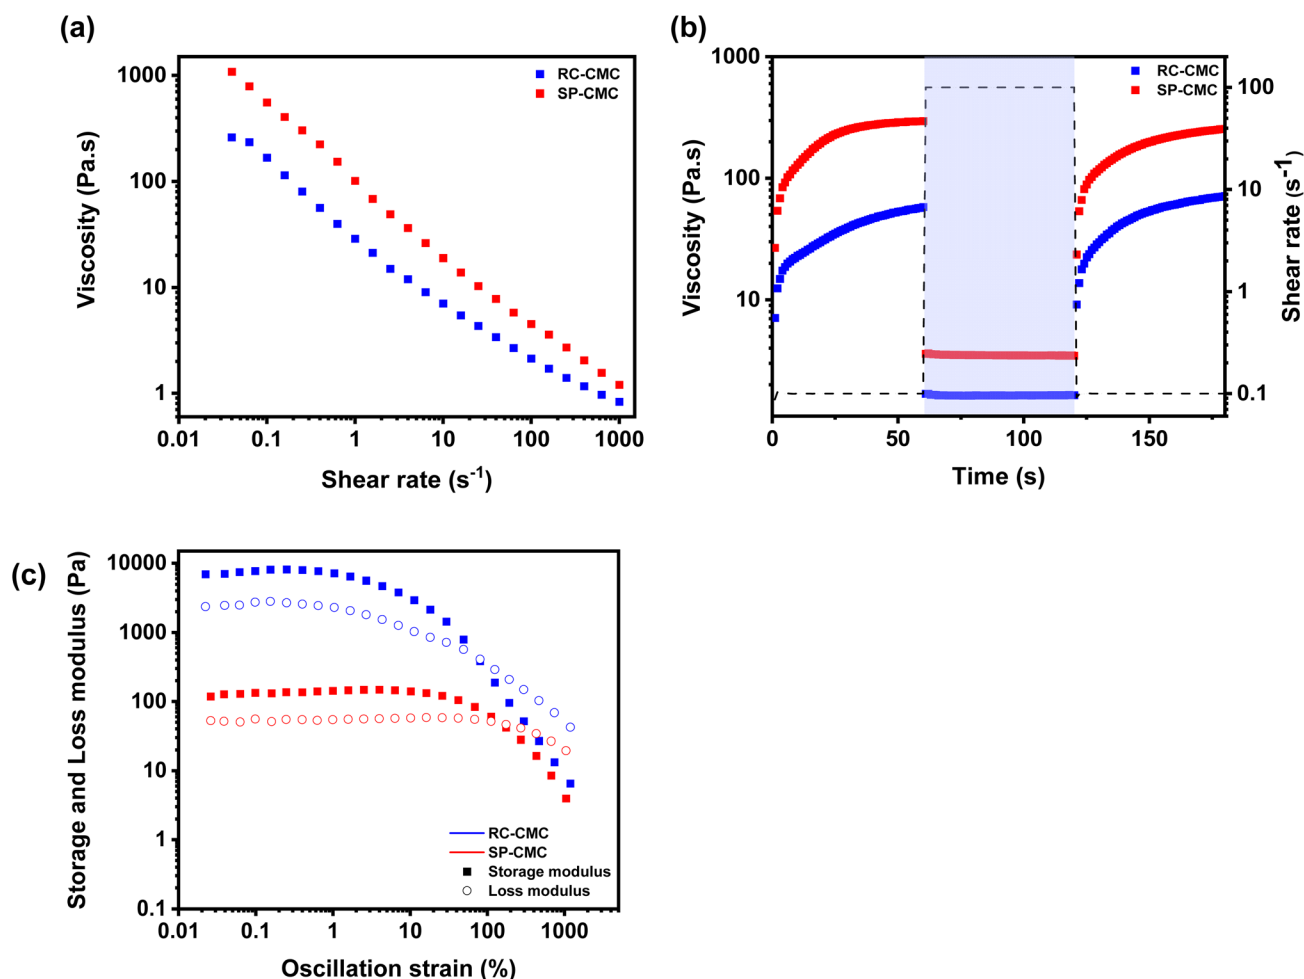 (a)
Viscosity (Pa.s)
1000
100
10
1
RC-CMC
SP-CMC
0.01 0.1 1 10 100 1000
Shear rate (s⁻¹)
(b)
Viscosity (Pa.s)
1000
100
10
RC-CMC
SP-CMC
100
10
1
0.1
Shear rate (s⁻¹)
0 50 100 150
Time (s)
(c)
Storage and Loss modulus (Pa)
10000
1000
100
10
1
0.1
RC-CMC
SP-CMC
Storage modulus
Loss modulus
0.01 0.1 1 10 100 1000
Oscillation strain (%)